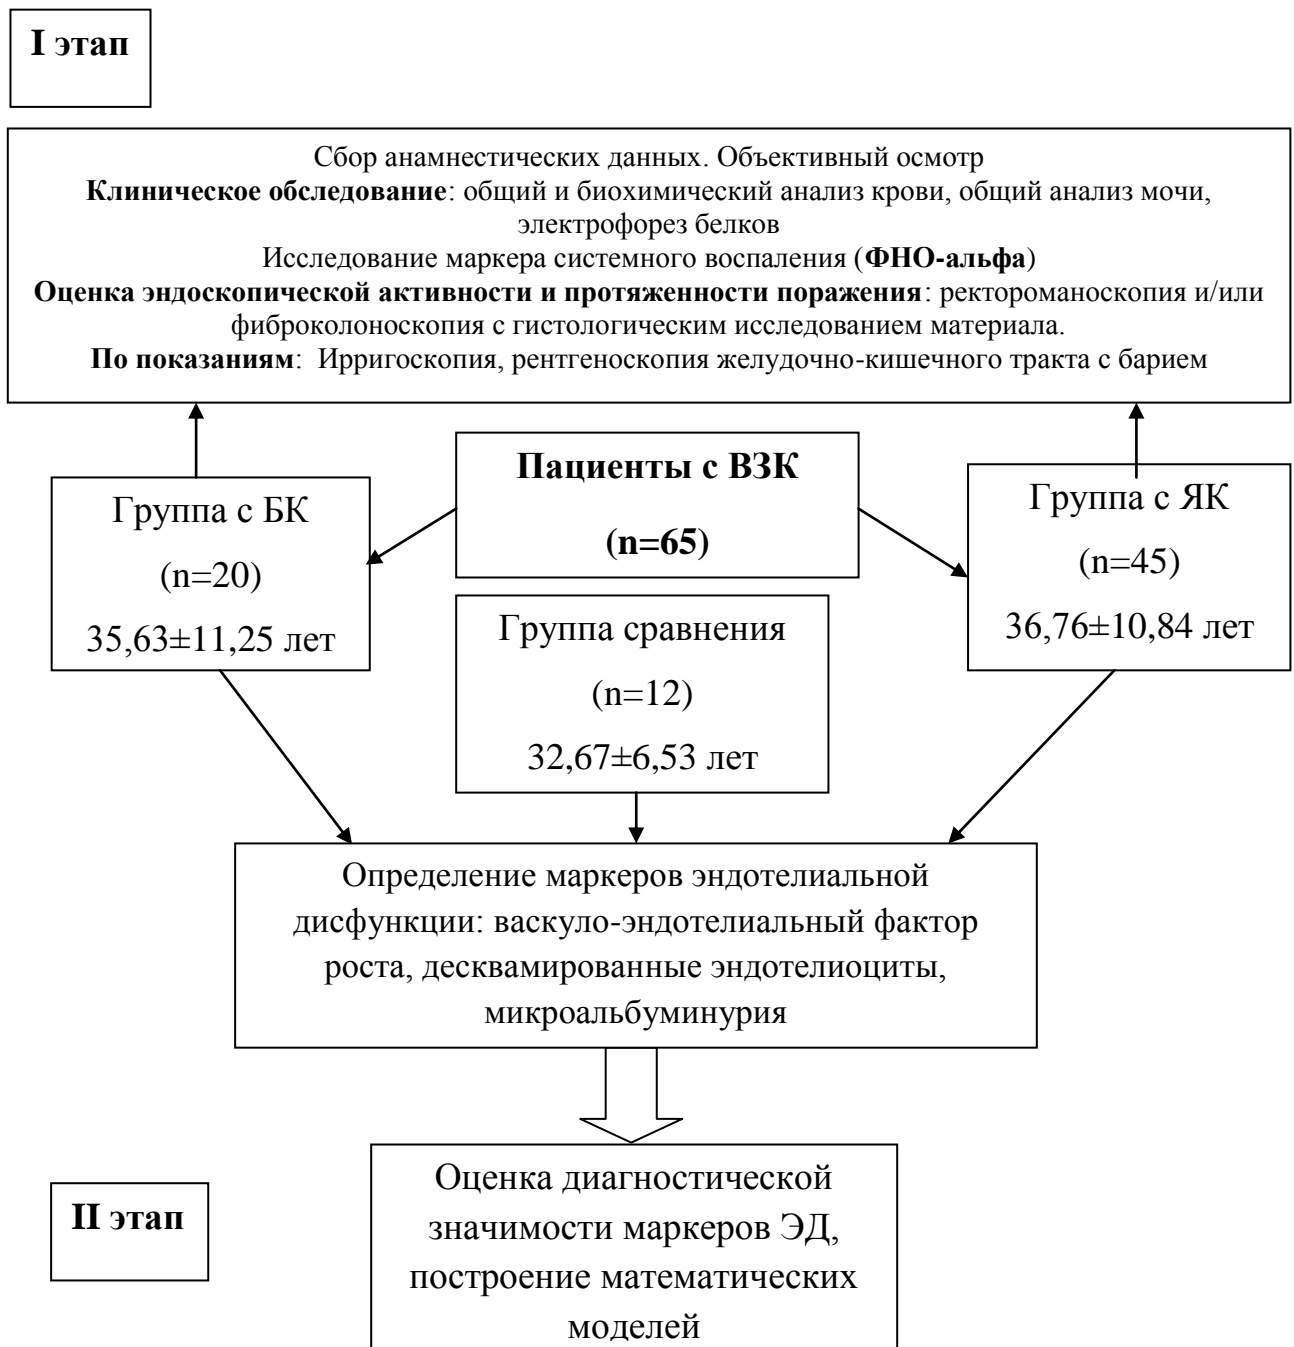 I этап
Сбор анамнестических данных. Объективный осмотр
Клиническое обследование: общий и биохимический анализ крови, общий анализ мочи,
электрофорез белков
Исследование маркера системного воспаления (ФНО-альфа)
Оценка эндоскопической активности и протяженности поражения: ректороманоскопия и/или
фиброколоноскопия с гистологическим исследованием материала.
По показаниям: Ирригоскопия, рентгеноскопия желудочно-кишечного тракта с барием
Пациенты с ВЗК
(n=65)
Группа с БК
(n=20)
35,63±11,25 лет
Группа с ЯК
(n=45)
36,76±10,84 лет
Группа сравнения
(n=12)
32,67±6,53 лет
Определение маркеров эндотелиальной
дисфункции: васкуло-эндотелиальный фактор
роста, десквамированные эндотелиоциты,
микроальбуминурия
II этап
Оценка диагностической
значимости маркеров ЭД,
построение математических
моделей